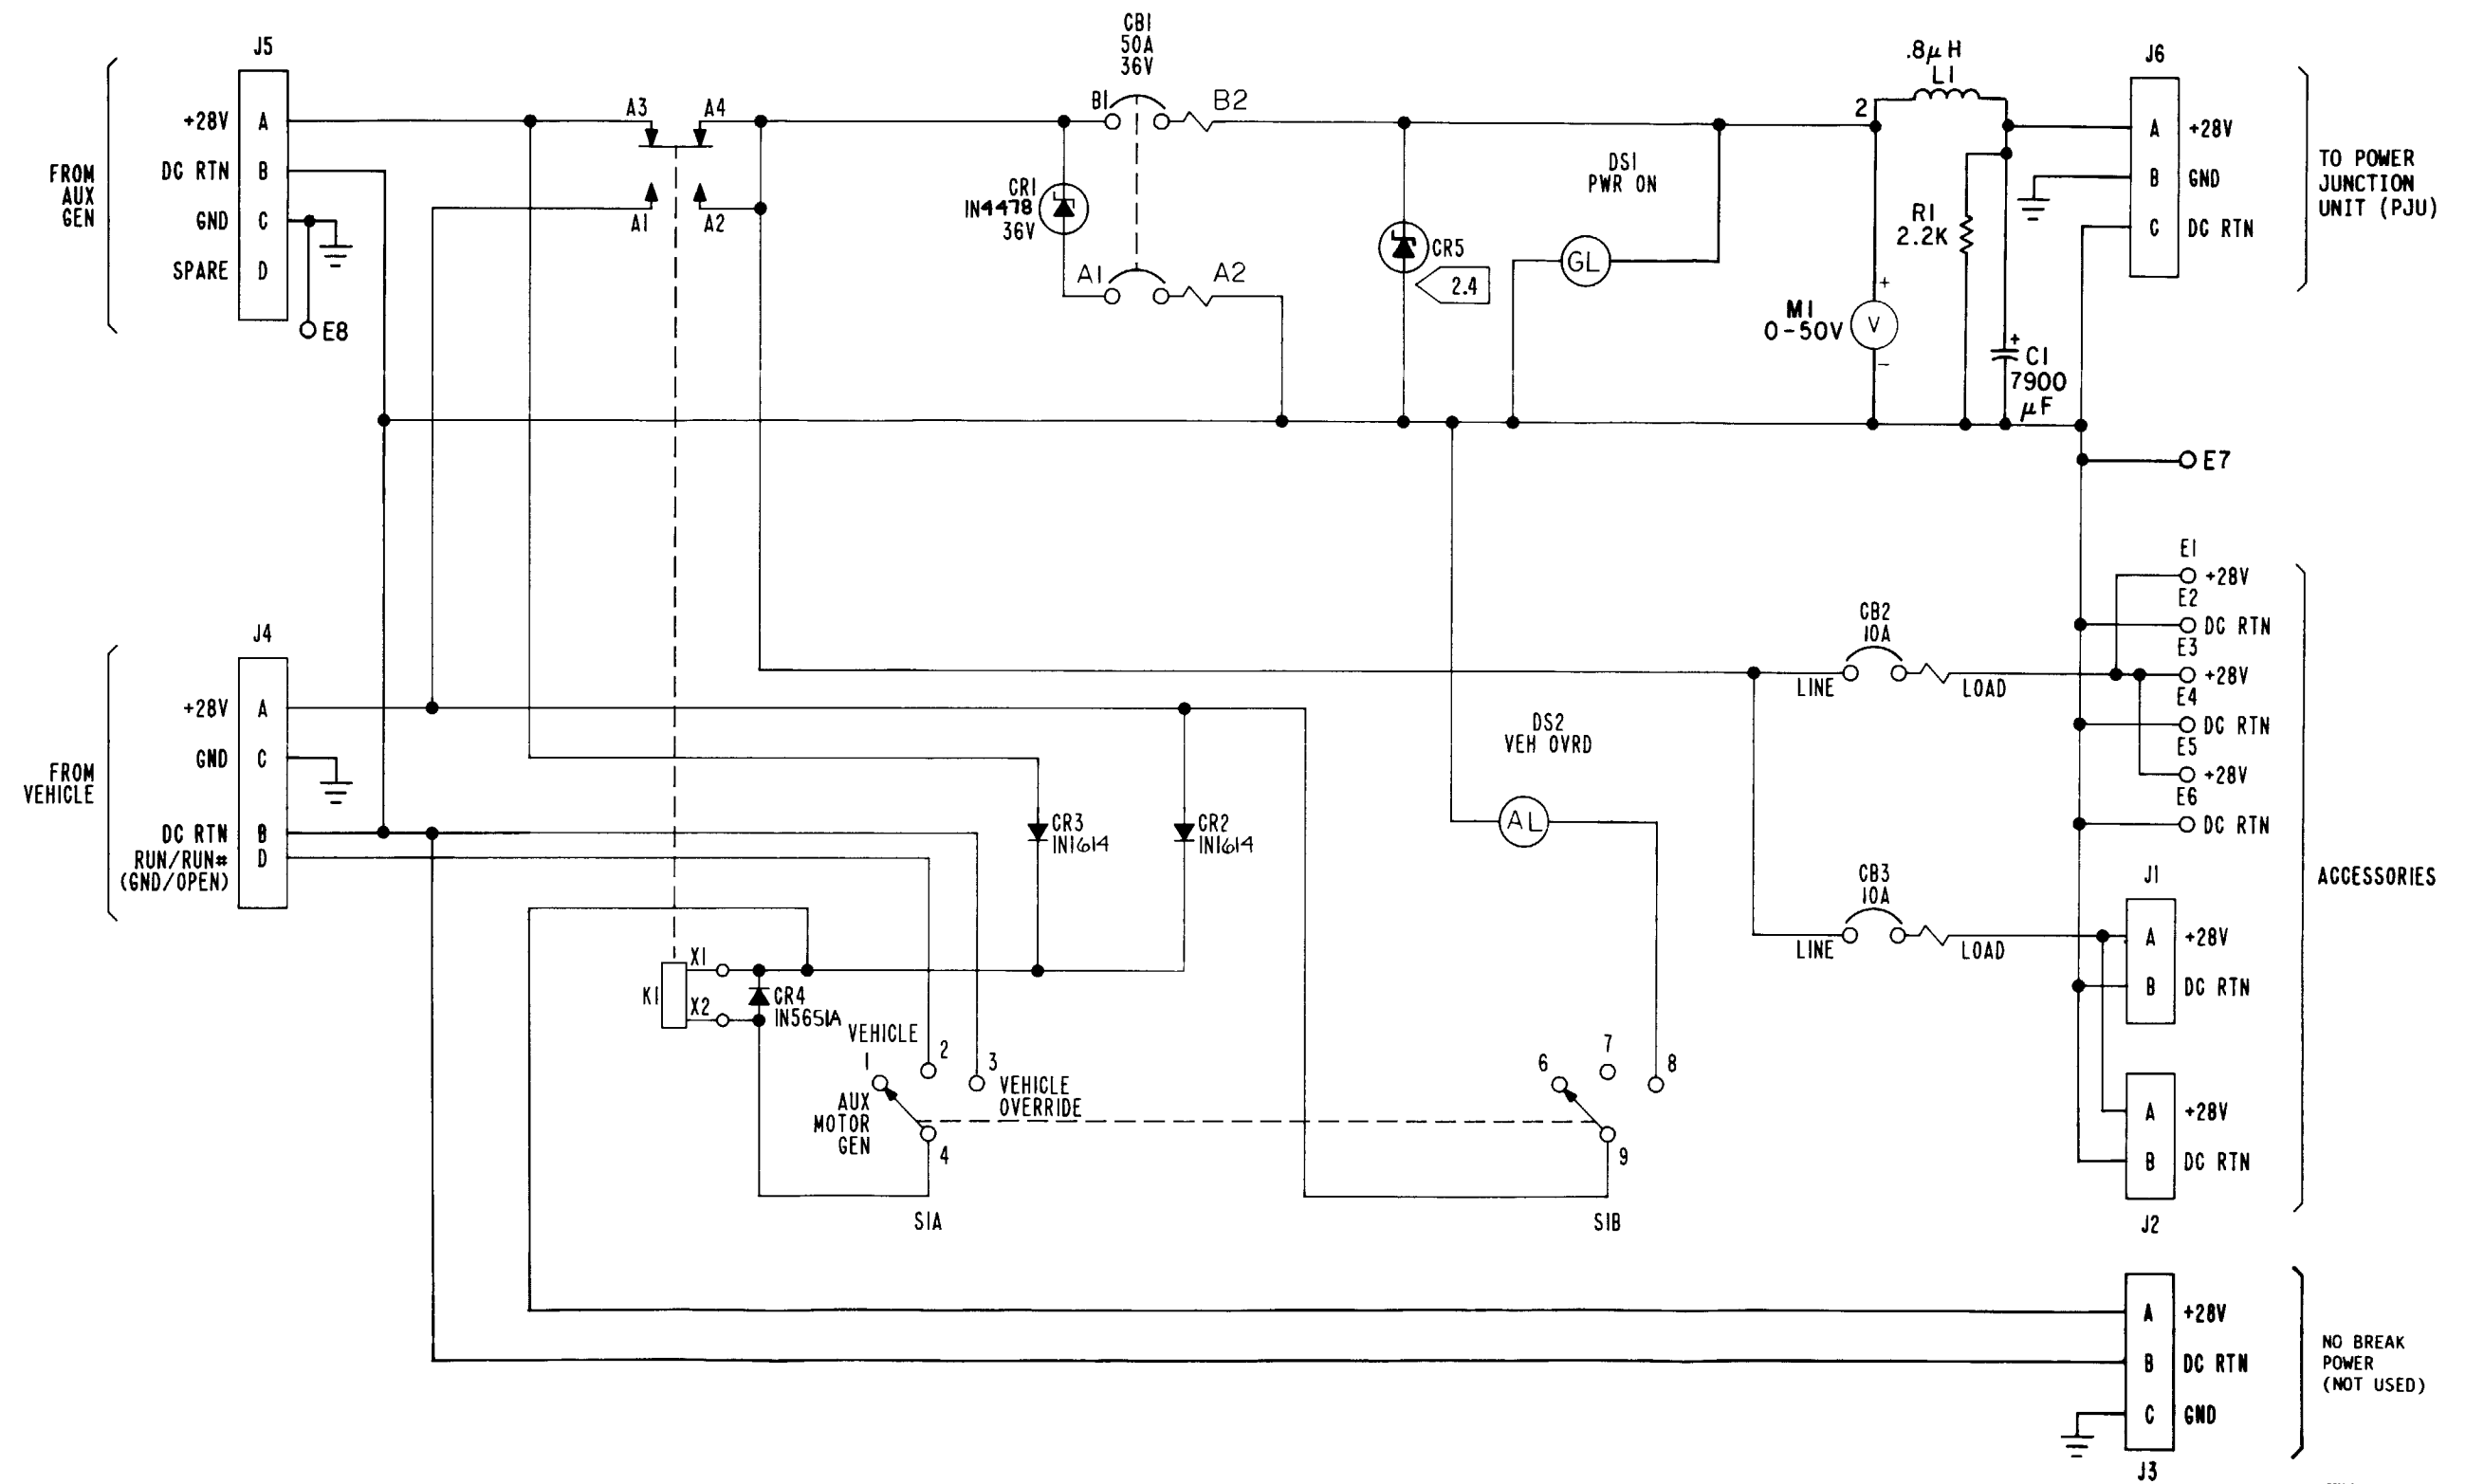 CB1
50A
36V
.8μH
L1
J5
J6
A3
A4
B1
B2
2
+28V
A
A
+28V
DC RTN
B
B
GND
GND
C
C
DC RTN
SPARE
D
E8
FROM
AUX
GEN
TO POWER
JUNCTION
UNIT (PJU)
A1
A2
CR1
IN4478
36V
A1
A2
CR5
2.4
DS1
PWR ON
GL
R1
2.2K
M1
0-50V
V
+
−
+
C1
7900
μF
E7
J4
+28V
A
GND
C
DC RTN
B
RUN/RUN#
D
(GND/OPEN)
FROM
VEHICLE
E1
+28V
E2
DC RTN
E3
+28V
E4
DC RTN
E5
+28V
E6
DC RTN
CB2
10A
LINE
LOAD
DS2
VEH OVRD
AL
CR3
IN1614
CR2
IN1614
CB3
10A
LINE
LOAD
J1
A
+28V
B
DC RTN
ACCESSORIES
A
+28V
B
DC RTN
J2
K1
X1
X2
CR4
IN5651A
VEHICLE
1
2
3
VEHICLE
OVERRIDE
AUX
MOTOR
GEN
4
S1A
6
7
8
9
S1B
A
+28V
B
DC RTN
C
GND
J3
NO BREAK
POWER
(NOT USED)